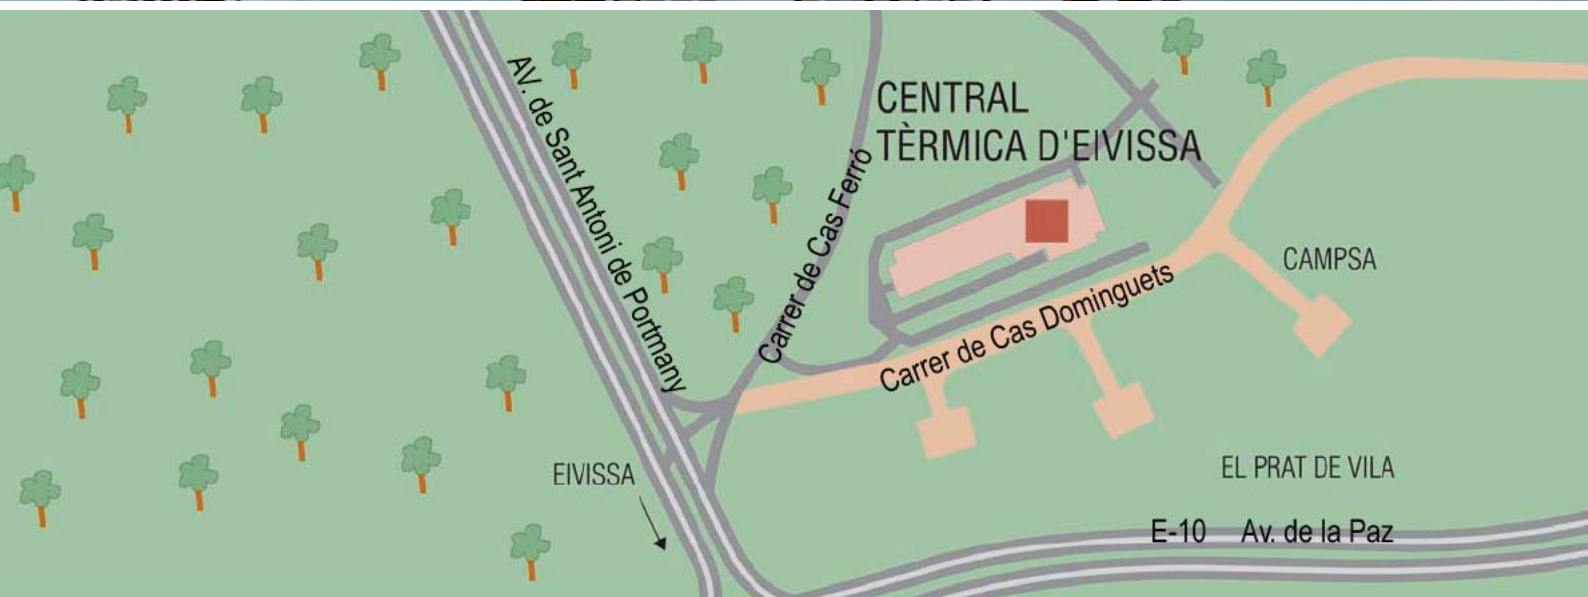 AV. de Sant Antoni de Portmany
CENTRAL
TÈRMICA D'EIVISSA
Carrer de Cas Ferró
CAMPSA
Carrer de Cas Dominguets
EIVISSA
EL PRAT DE VILA
E-10 Av. de la Paz